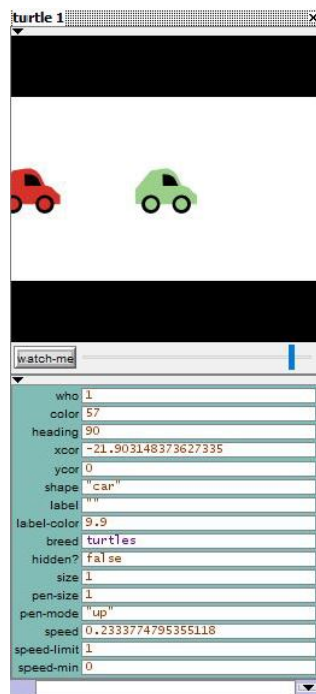 turtle 1
watch-me
who 1
color 57
heading 90
xcor -21.903148373627335
ycor 0
shape "car"
label ""
label-color 9.9
breed turtles
hidden? false
size 1
pen-size 1
pen-mode "up"
speed 0.2333774795355118
speed-limit 1
speed-min 0